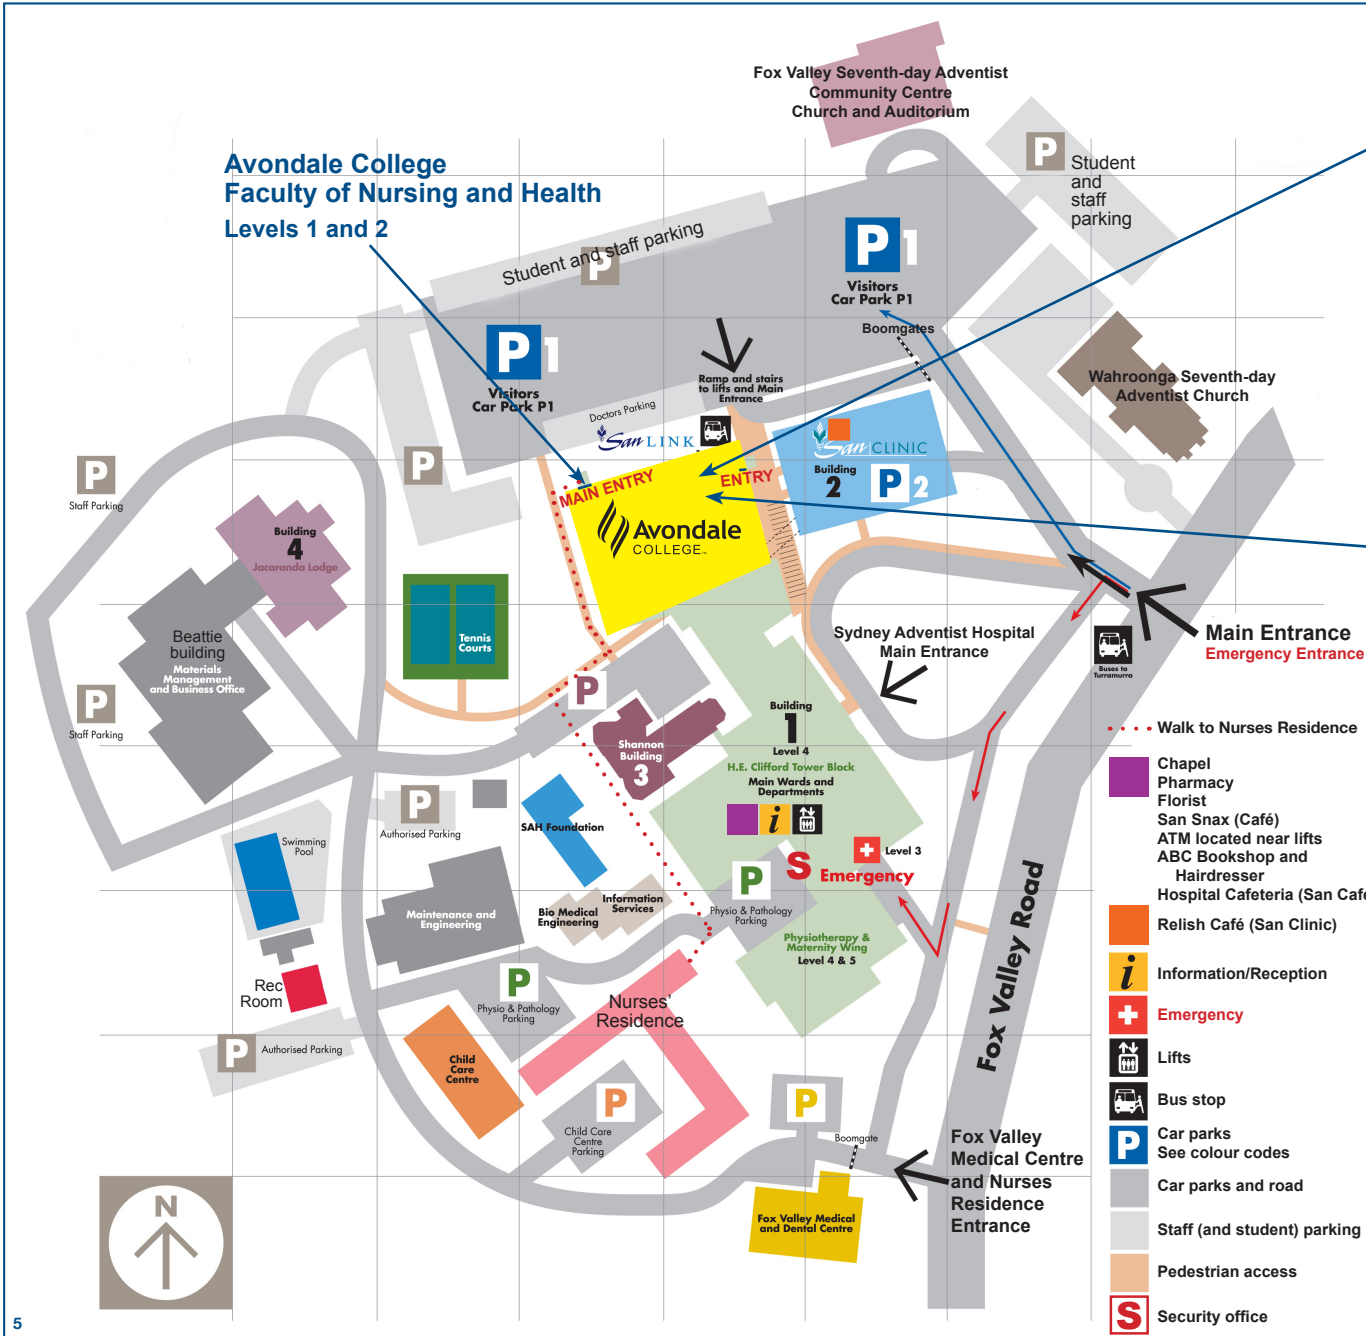 Fox Valley Seventh-day Adventist
Community Centre
Church and Auditorium
Avondale College
Faculty of Nursing and Health
Levels 1 and 2
P
Student
and
staff
parking
Student and staff parking
P
P1
Visitors
Car Park P1
Boomgates
P1
Visitors
Car Park P1
Ramp and stairs
to lifts and Main
Entrance
Wahroonga Seventh-day
Adventist Church
Doctors Parking
San LINK
San CLINIC
Building
2
P 2
MAIN ENTRY
ENTRY
Avondale
COLLEGE™
P
P
Staff Parking
Building
4
Jacaranda Lodge
Beattie
building
Materials
Management
and Business Office
Tennis
Courts
P
Staff Parking
Sydney Adventist Hospital
Main Entrance
Main Entrance
Emergency Entrance
Buses to
Turramurra
P
Shannon
Building
3
Building
1
Level 4
H.E. Clifford Tower Block
Main Wards and
Departments
i
S
Emergency
Level 3
Walk to Nurses Residence
Chapel
Pharmacy
Florist
San Snax (Café)
ATM located near lifts
ABC Bookshop and
Hairdresser
Hospital Cafeteria (San Cafe
Relish Café (San Clinic)
i Information/Reception
Emergency
Lifts
Bus stop
P Car parks
See colour codes
Car parks and road
Staff (and student) parking
Pedestrian access
S Security office
P
Authorised Parking
SAH Foundation
Swimming
Pool
Maintenance and
Engineering
Bio Medical
Engineering
Information
Services
P
Physio & Pathology
Parking
Physiotherapy &
Maternity Wing
Level 4 & 5
Fox Valley Road
Rec
Room
P
Physio & Pathology
Parking
Nurses'
Residence
P
Authorised Parking
Child
Care
Centre
P
Child Care
Centre
Parking
P
Boomgate
Fox Valley
Medical Centre
and Nurses
Residence
Entrance
Fox Valley Medical
and Dental Centre
N
5